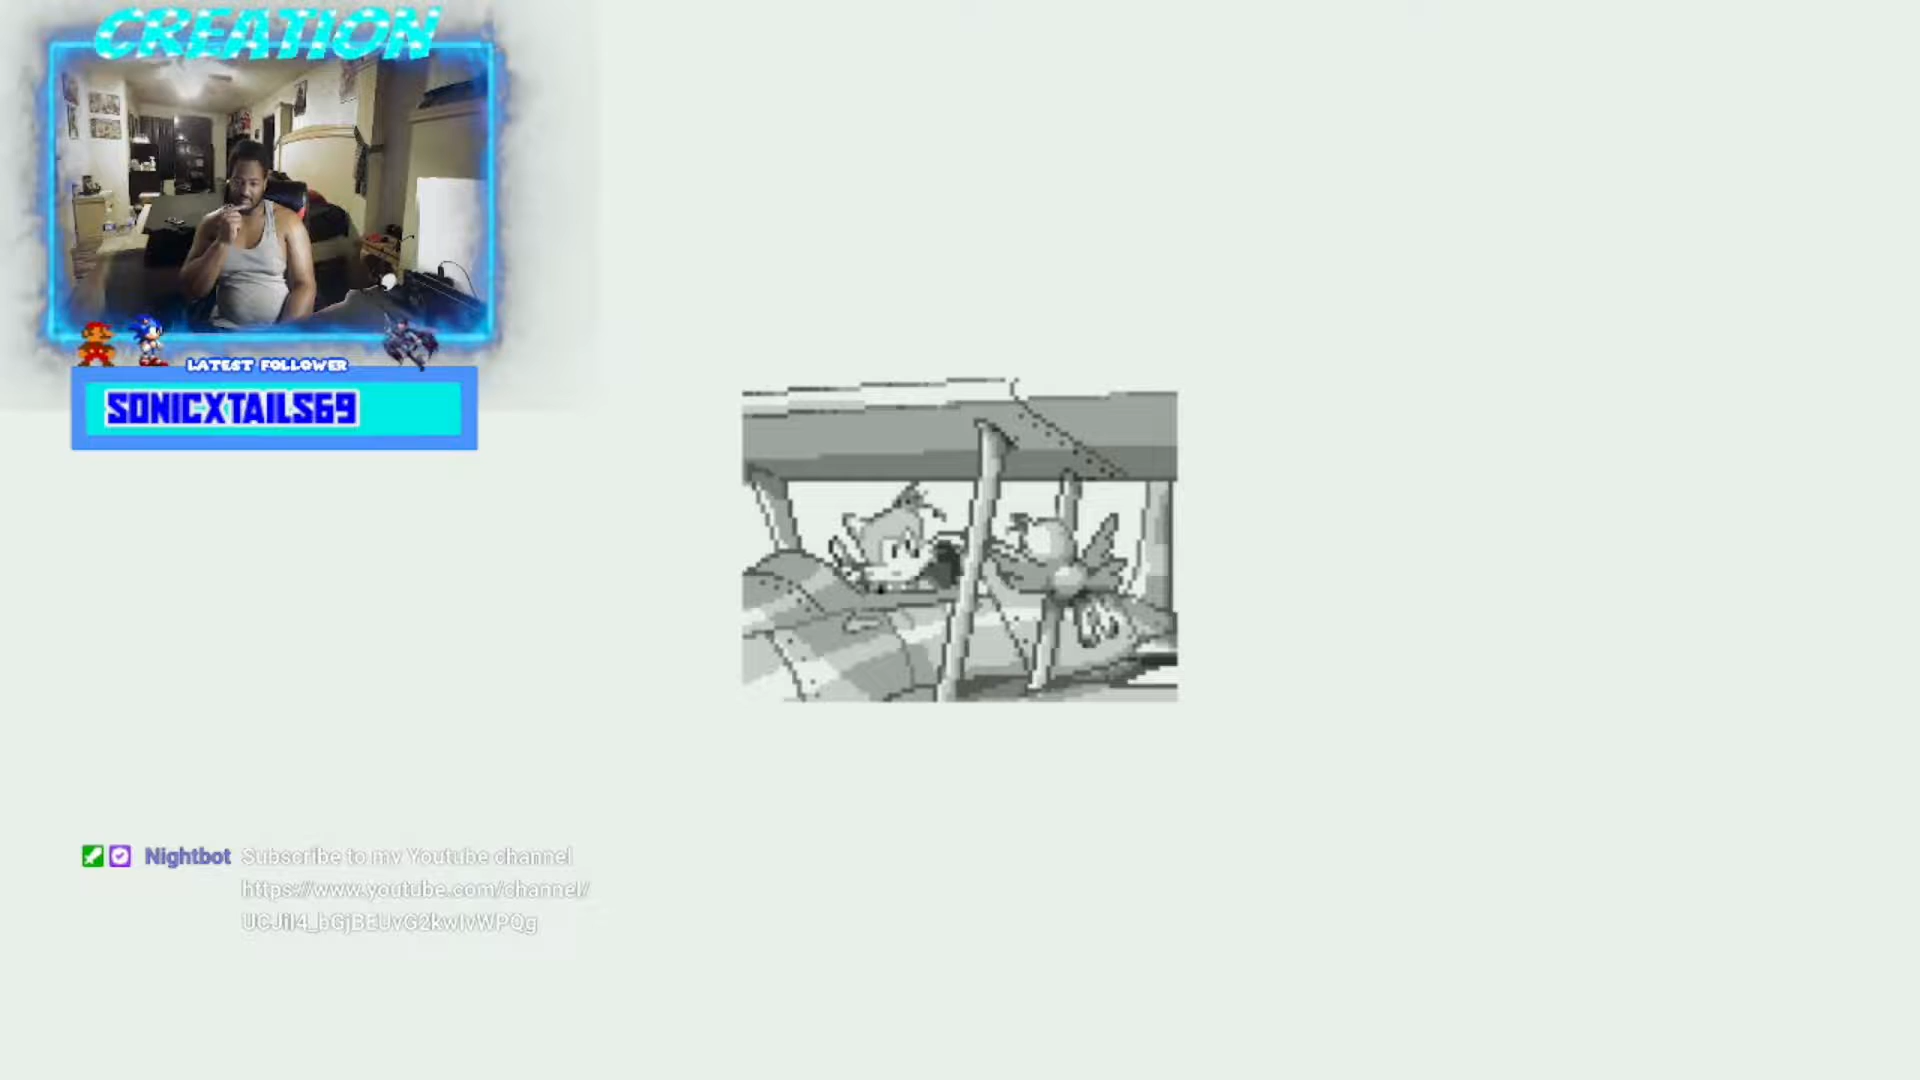 CREATION
LATEST FOLLOWER
SONICXTAILS69
Nightbot Subscribe to my Youtube channel
https://www.youtube.com/channel/